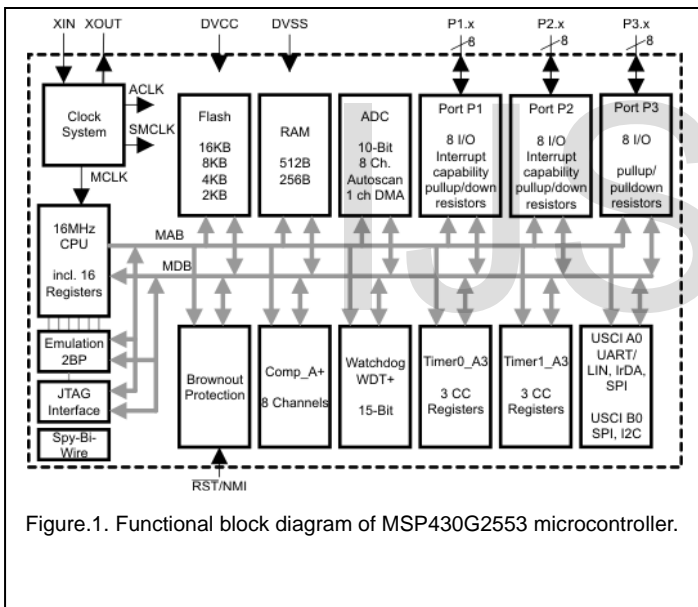 XIN XOUT DVCC DVSS P1.x P2.x P3.x
8 8 8
Clock
System
ACLK
SMCLK
MCLK
Flash
16KB
8KB
4KB
2KB
RAM
512B
256B
ADC
10-Bit
8 Ch.
Autoscan
1 ch DMA
Port P1
8 I/O
Interrupt
capability
pullup/down
resistors
Port P2
8 I/O
Interrupt
capability
pullup/down
resistors
Port P3
8 I/O
pullup/
pulldown
resistors
16MHz
CPU
incl. 16
Registers
MAB
MDB
Emulation
2BP
JTAG
Interface
Spy-Bi-
Wire
Brownout
Protection
Comp_A+
8 Channels
Watchdog
WDT+
15-Bit
Timer0_A3
3 CC
Registers
Timer1_A3
3 CC
Registers
USCI A0
UART/
LIN, IrDA,
SPI
USCI B0
SPI, I2C
RST/NMI
IJS
Figure.1. Functional block diagram of MSP430G2553 microcontroller.